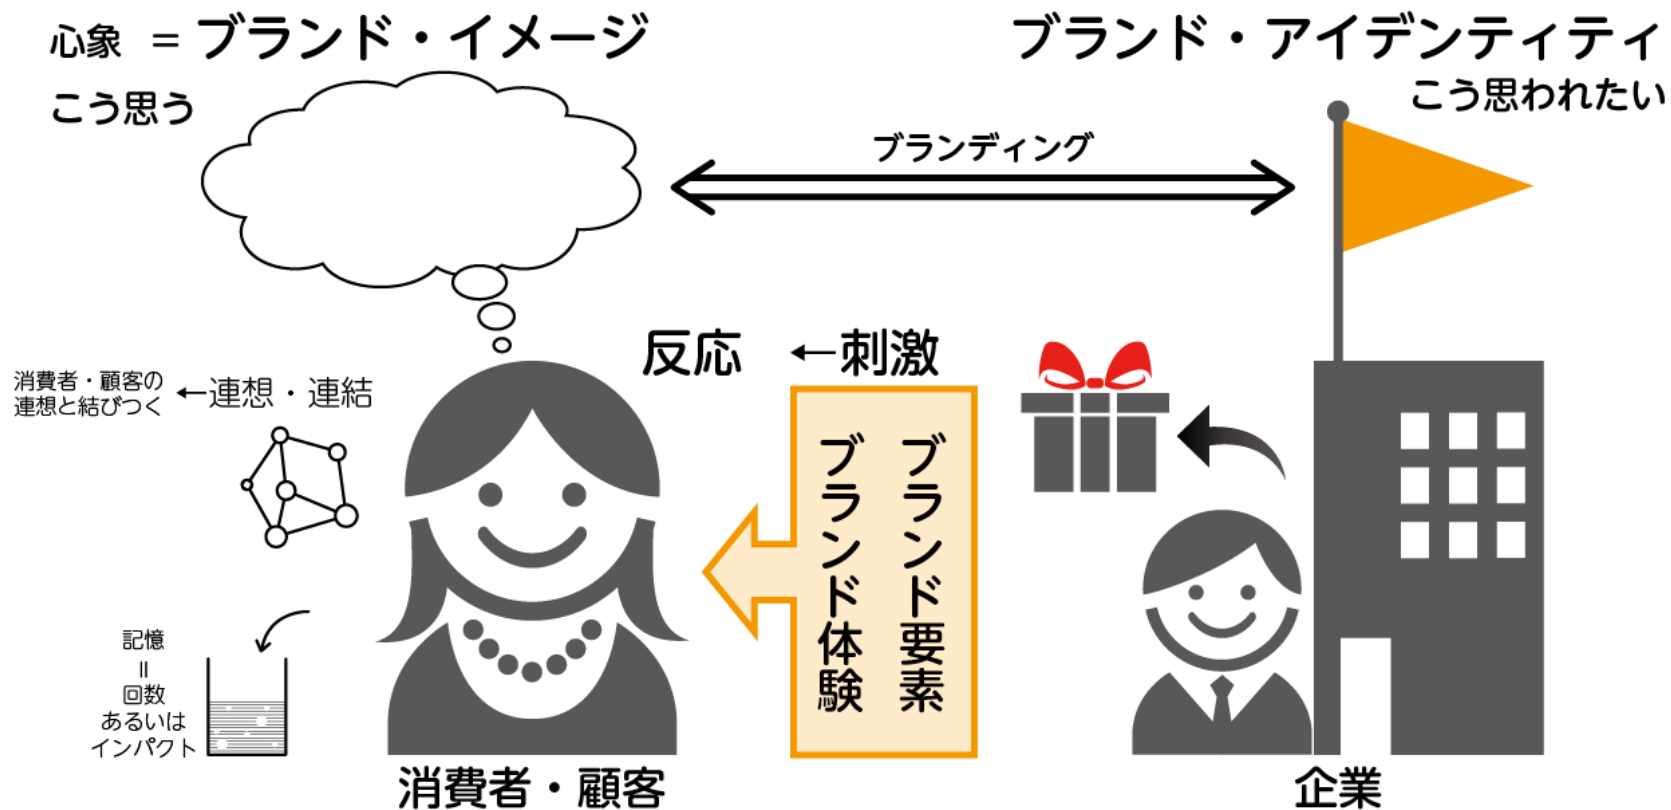 心象 = ブランド・イメージ
こう思う
ブランド・アイデンティティ
こう思われたい
ブランディング
反応 ←刺激
消費者・顧客の
連想と結びつく
←連想・連結
ブランド要素
ブランド体験
記憶
=
回数
あるいは
インパクト
消費者・顧客
企業